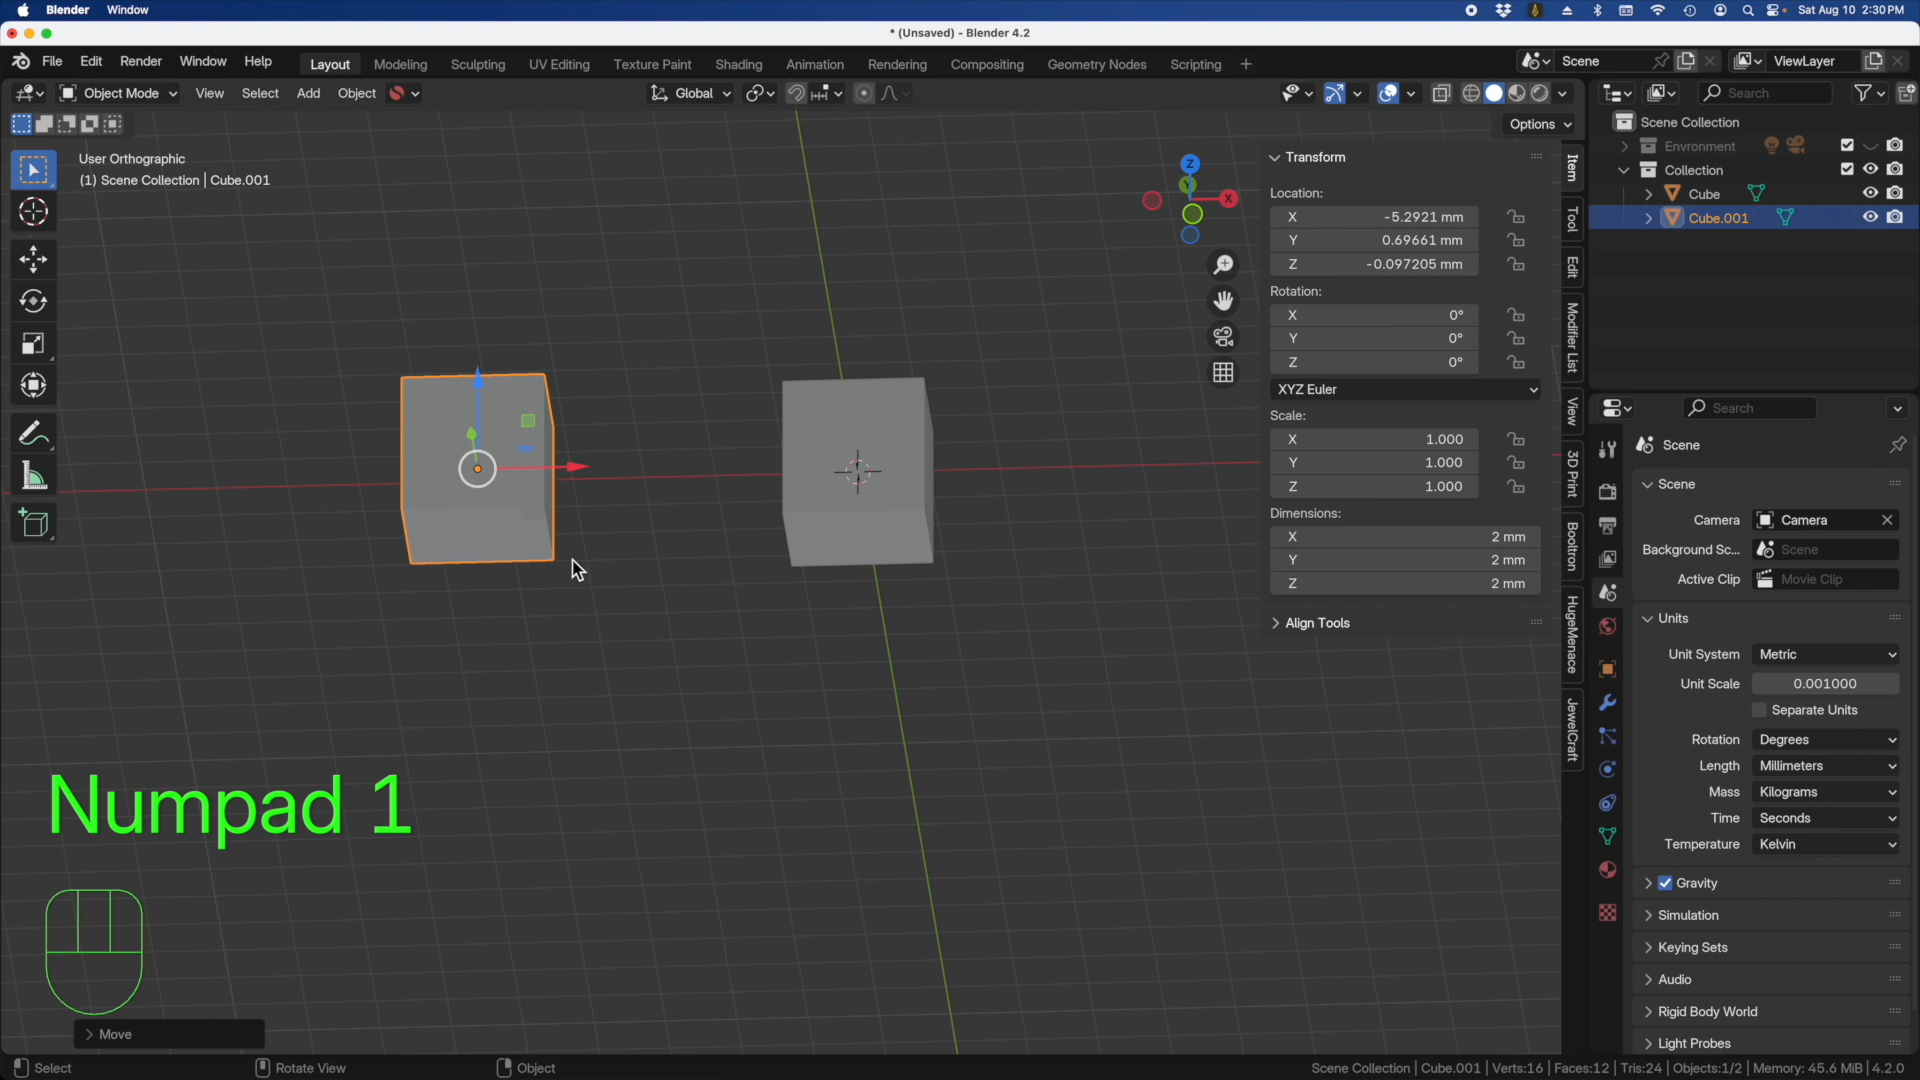 Blender Window Sat Aug 10 2:30 PM
* (Unsaved) - Blender 4.2
File Edit Render Window Help Layout Modeling Sculpting UV Editing Texture Paint Shading Animation Rendering Compositing Geometry Nodes Scripting + Scene ViewLayer
Object Mode View Select Add Object Global Search
Options
User Orthographic
(1) Scene Collection | Cube.001
Z
Y
X
Transform
Location:
X -5.2921 mm
Y 0.69661 mm
Z -0.097205 mm
Rotation:
X 0°
Y 0°
Z 0°
XYZ Euler
Scale:
X 1.000
Y 1.000
Z 1.000
Dimensions:
X 2 mm
Y 2 mm
Z 2 mm
Align Tools
Item
Tool
Edit
Modifier List
View
3D Print
Booltron
HugeMenace
JewelCraft
Scene Collection
Environment
Collection
Cube
Cube.001
Search
Scene
Scene
Camera Camera
Background Sc... Scene
Active Clip Movie Clip
Units
Unit System Metric
Unit Scale 0.001000
Separate Units
Rotation Degrees
Length Millimeters
Mass Kilograms
Time Seconds
Temperature Kelvin
Gravity
Simulation
Keying Sets
Audio
Rigid Body World
Light Probes
Numpad 1
Move
Select Rotate View Object Scene Collection | Cube.001 | Verts:16 | Faces:12 | Tris:24 | Objects:1/2 | Memory: 45.6 MiB | 4.2.0